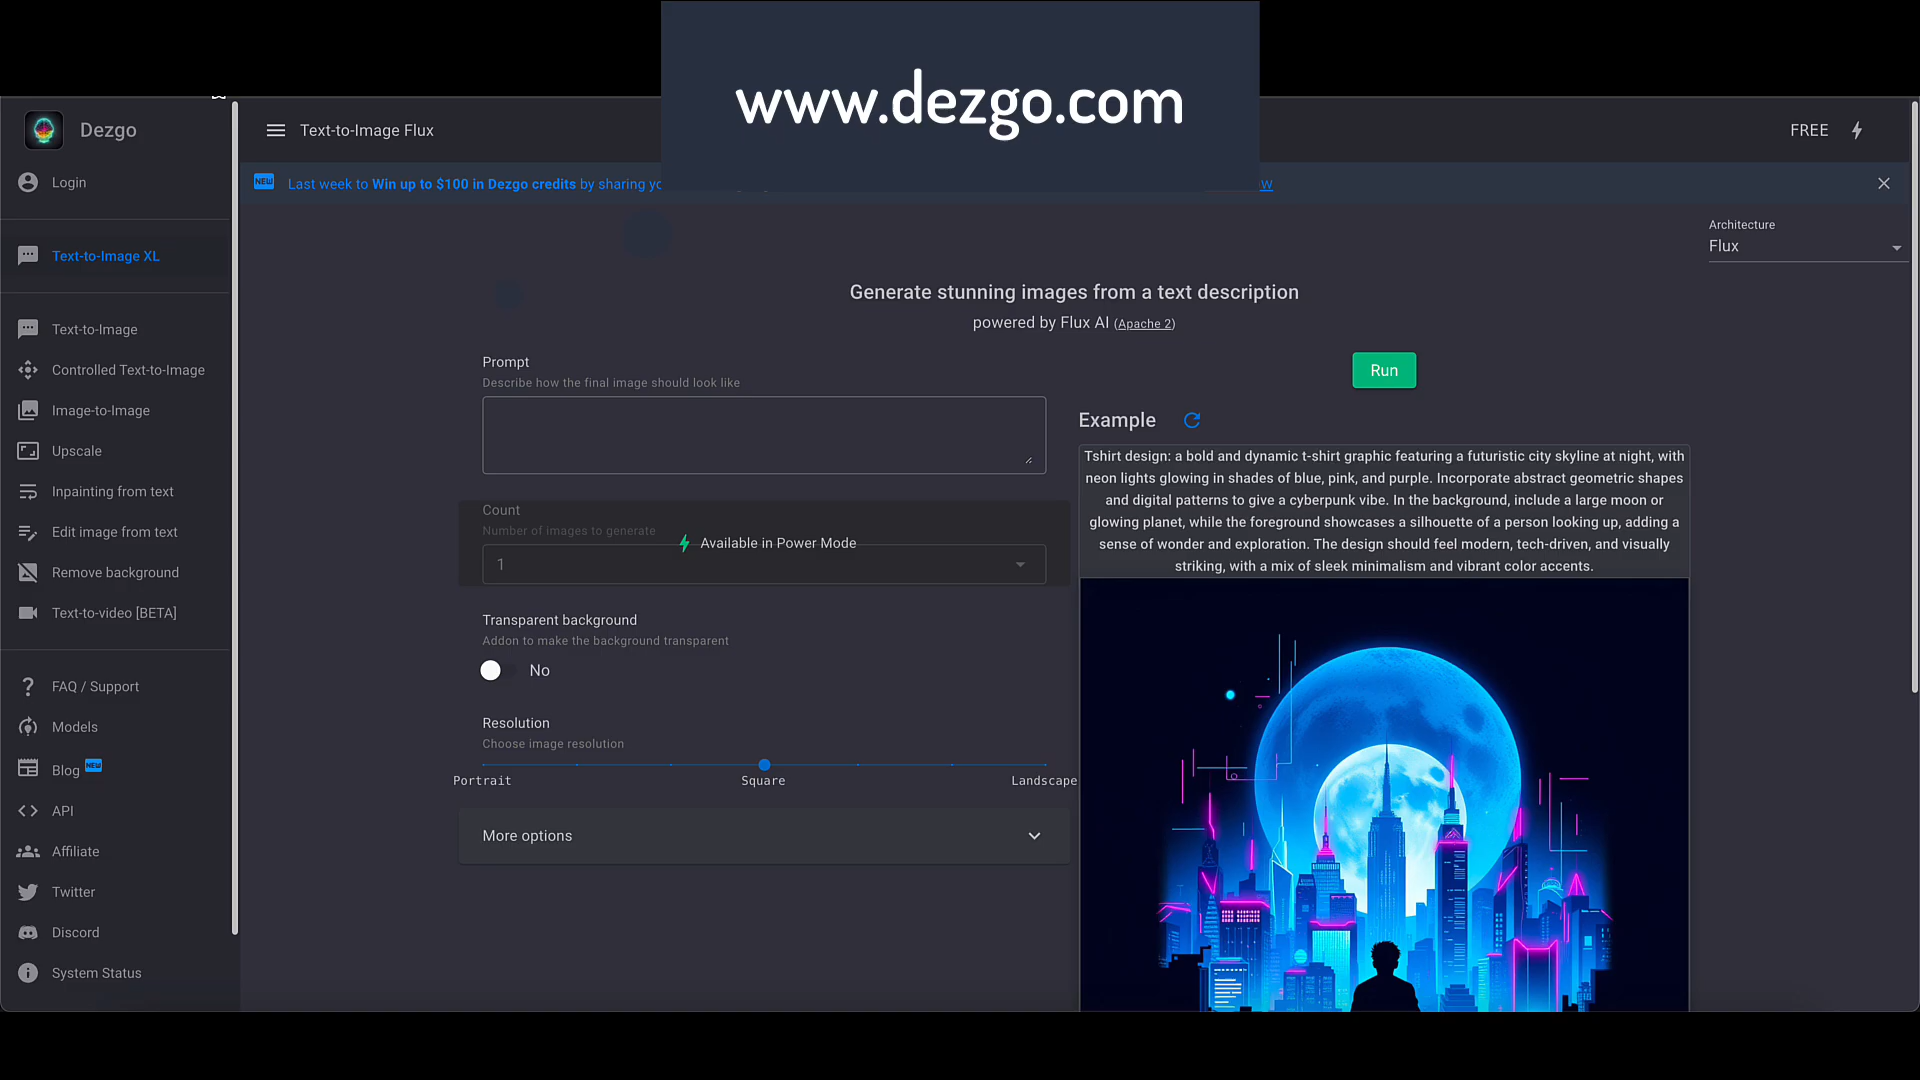 www.dezgo.com
Dezgo
Text-to-Image Flux
FREE
Login
NEW
Last week to Win up to $100 in Dezgo credits by sharing
Architecture
Flux
Text-to-Image XL
Text-to-Image
Controlled Text-to-Image
Image-to-Image
Upscale
Inpainting from text
Edit image from text
Remove background
Text-to-video [BETA]
FAQ / Support
Models
Blog NEW
API
Affiliate
Twitter
Discord
System Status
Generate stunning images from a text description
powered by Flux AI (Apache 2)
Prompt
Describe how the final image should look like
Count
Number of images to generate
Available in Power Mode
1
Transparent background
Addon to make the background transparent
No
Resolution
Choose image resolution
Portrait
Square
Landscape
More options
Run
Example
Tshirt design: a bold and dynamic t-shirt graphic featuring a futuristic city skyline at night, with
neon lights glowing in shades of blue, pink, and purple. Incorporate abstract geometric shapes
and digital patterns to give a cyberpunk vibe. In the background, include a large moon or
glowing planet, while the foreground showcases a silhouette of a person looking up, adding a
sense of wonder and exploration. The design should feel modern, tech-driven, and visually
striking, with a mix of sleek minimalism and vibrant color accents.